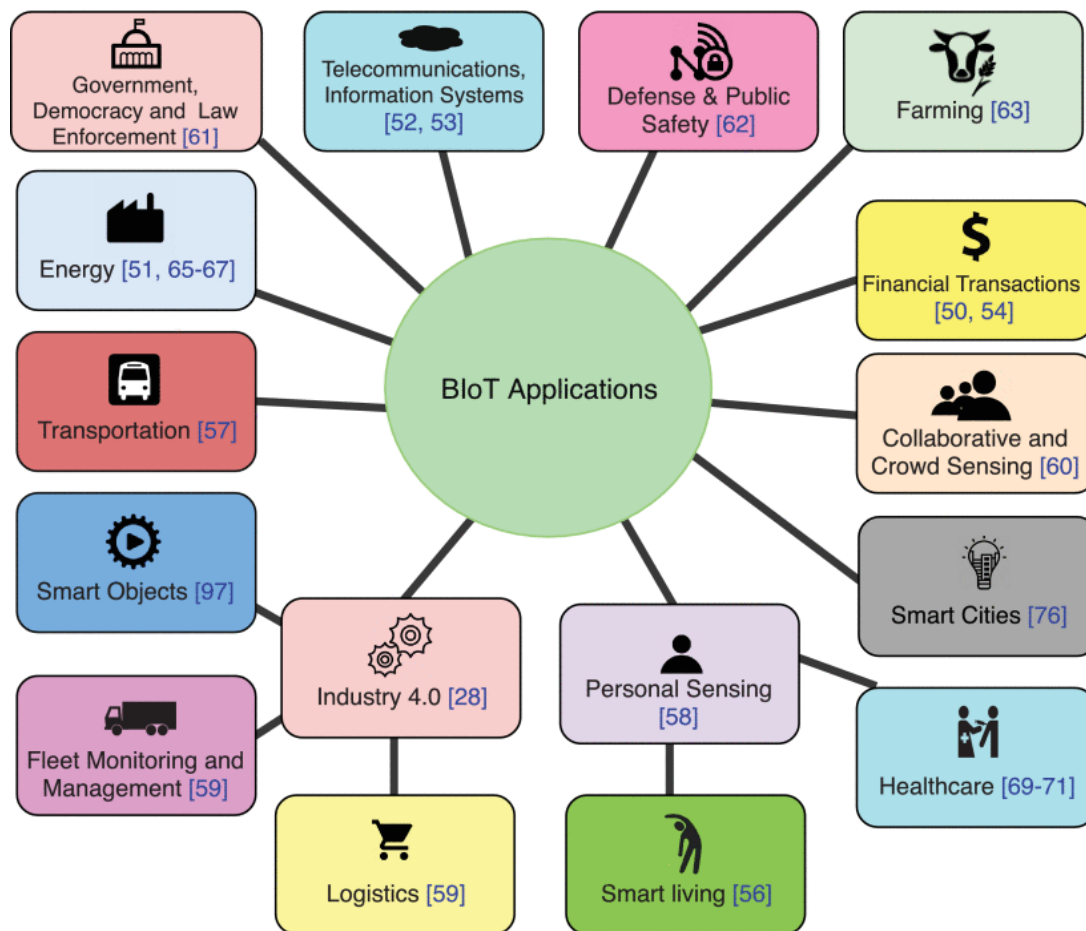 Government,
Democracy and Law
Enforcement [61]
Telecommunications,
Information Systems
[52, 53]
Defense & Public
Safety [62]
Farming [63]
Energy [51, 65-67]
$
Financial Transactions
[50, 54]
BIoT Applications
Transportation [57]
Collaborative and
Crowd Sensing [60]
Smart Objects [97]
Smart Cities [76]
Industry 4.0 [28]
Personal Sensing
[58]
Fleet Monitoring and
Management [59]
Healthcare [69-71]
Logistics [59]
Smart living [56]